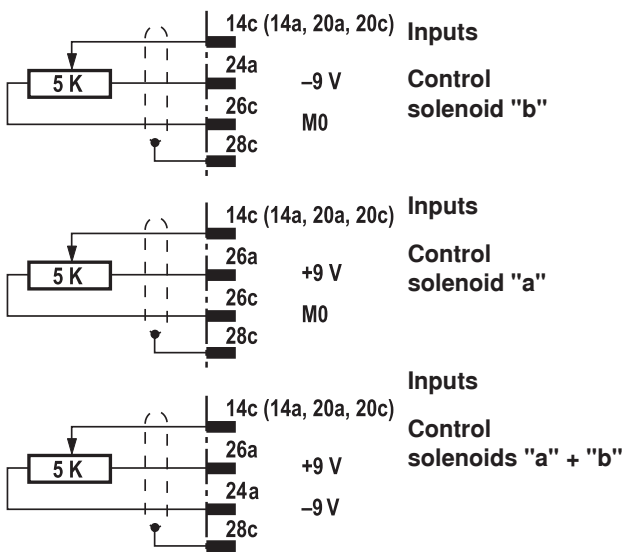 14c (14a, 20a, 20c) Inputs
24a
5 K –9 V Control
solenoid "b"
26c
M0
28c
14c (14a, 20a, 20c) Inputs
26a
5 K +9 V Control
solenoid "a"
26c
M0
28c
Inputs
14c (14a, 20a, 20c)
Control
26a
5 K +9 V solenoids "a" + "b"
24a
–9 V
28c